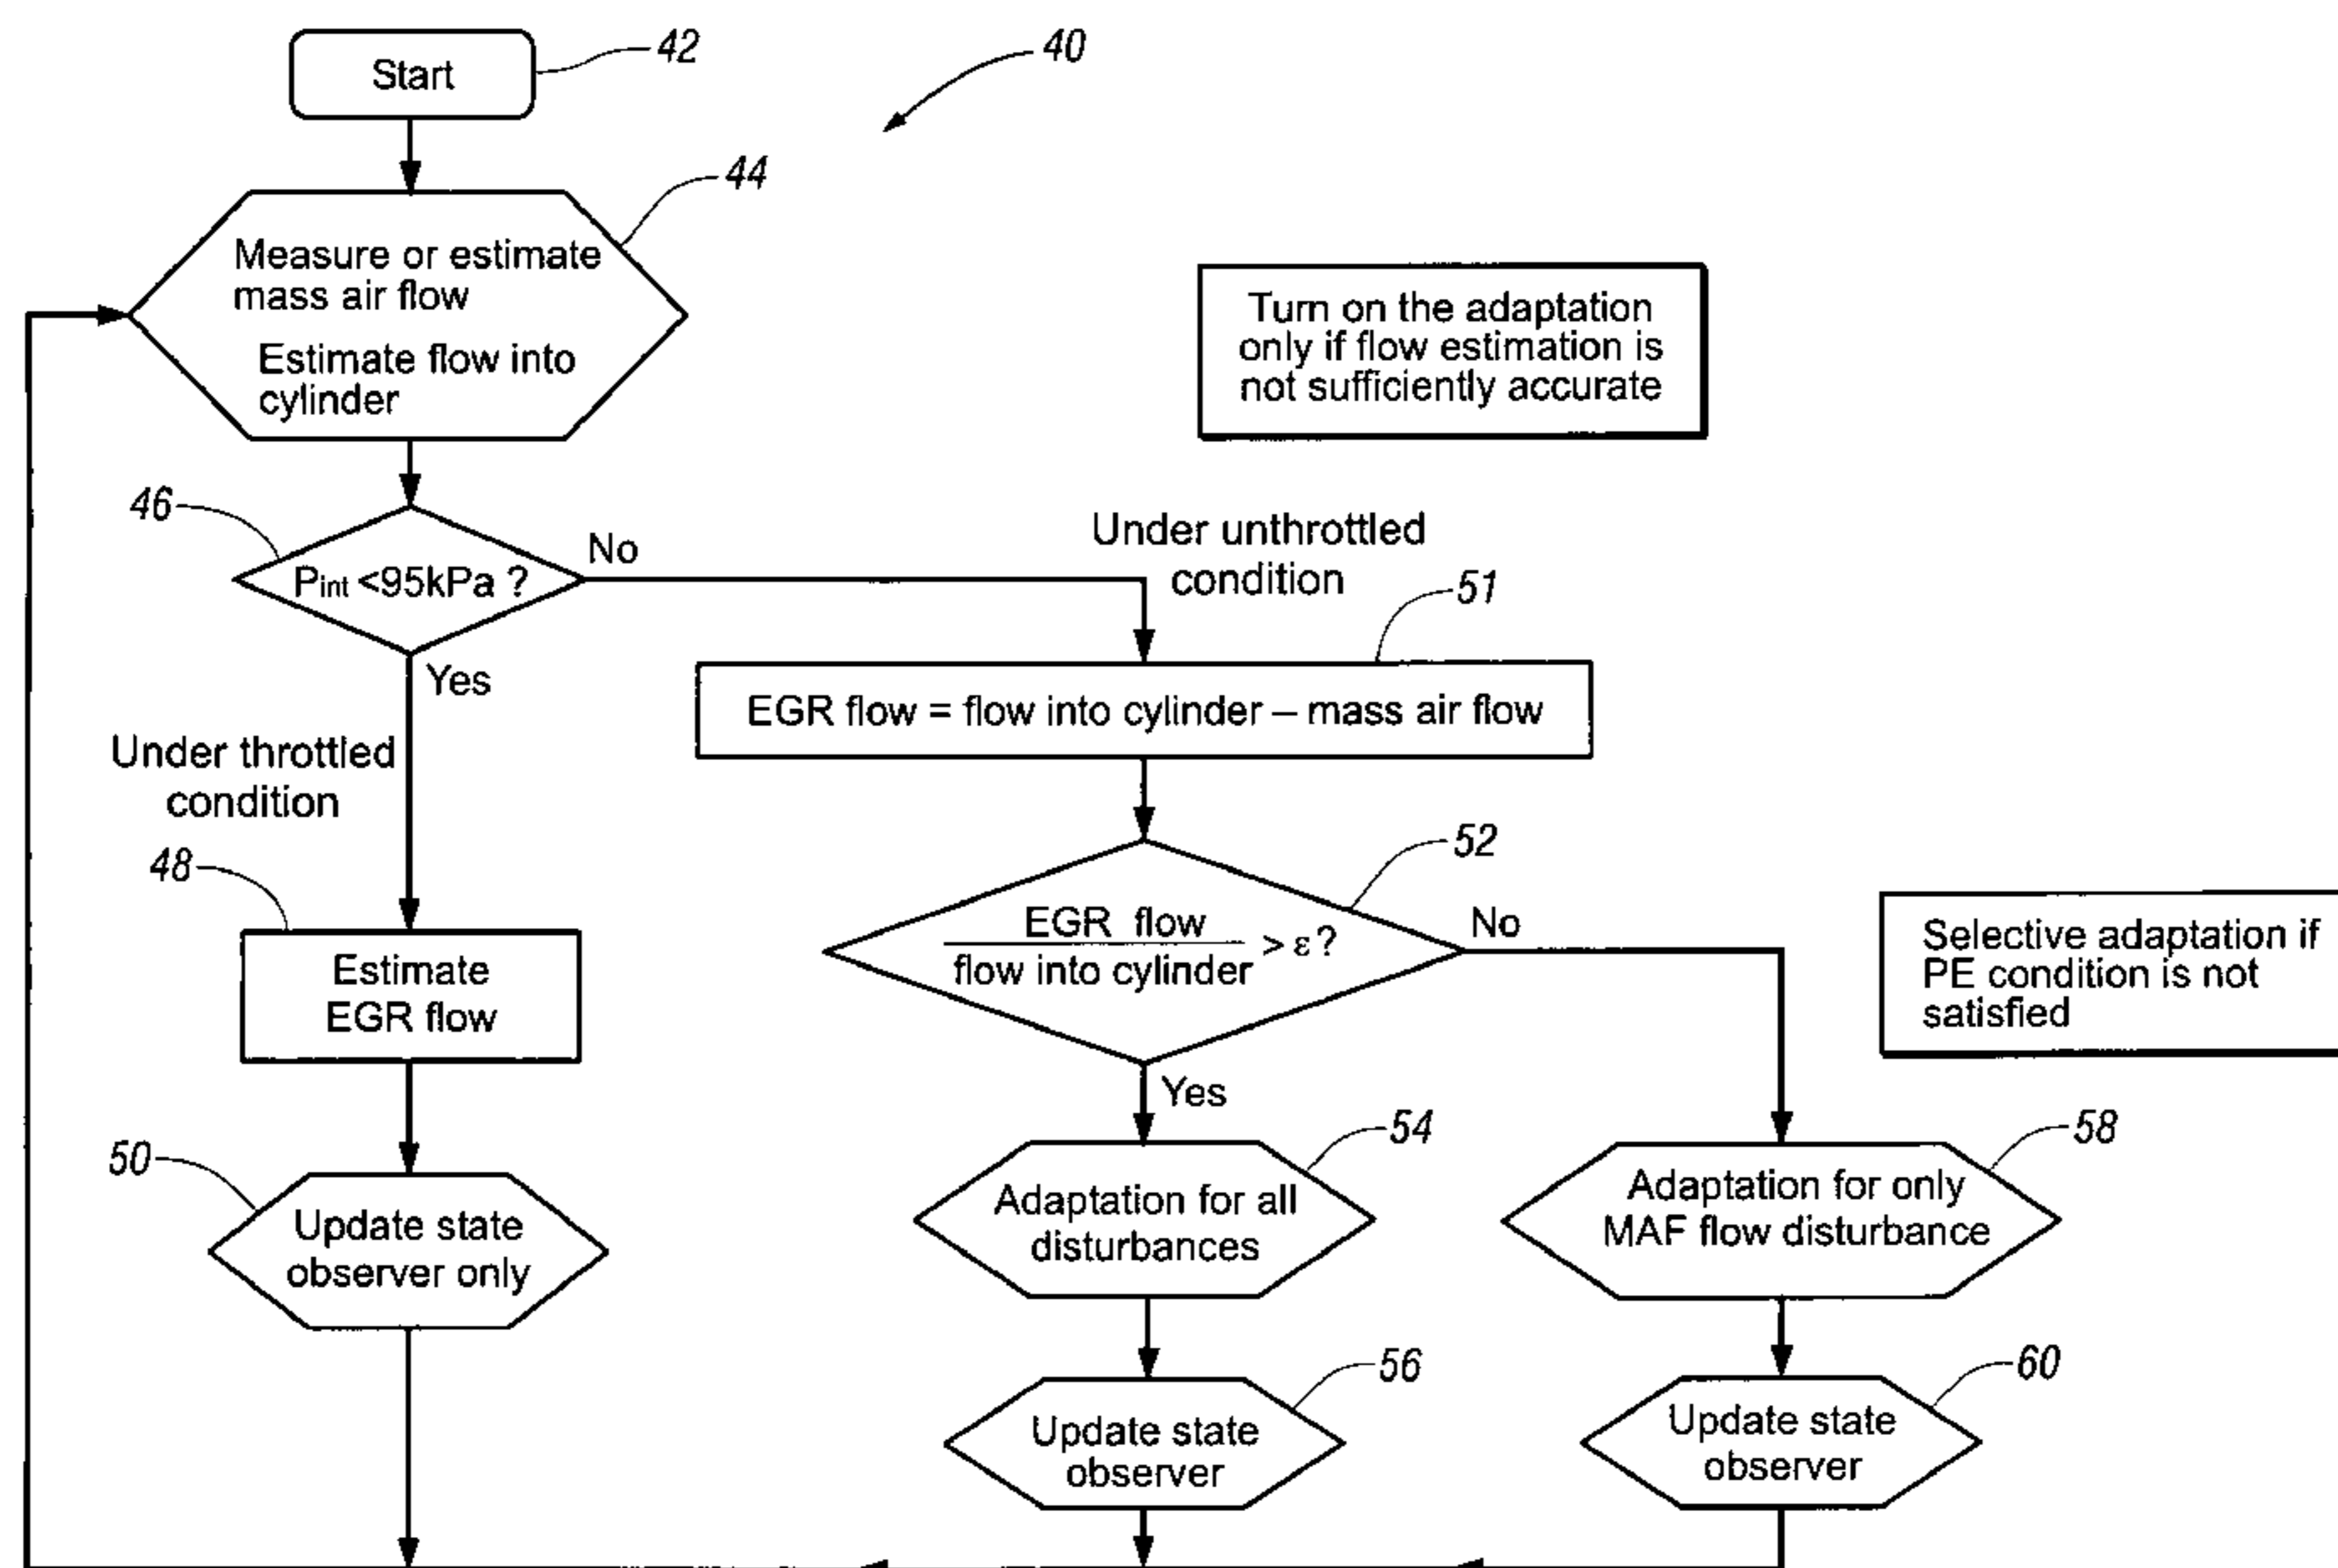 Start
42
40
44
Measure or estimate
mass air flow
Estimate flow into
cylinder
Turn on the adaptation
only if flow estimation is
not sufficiently accurate
46
Pint <95kPa ?
No
Yes
Under unthrottled
condition
51
EGR flow = flow into cylinder – mass air flow
Under throttled
condition
48
Estimate
EGR flow
52
EGR flow
flow into cylinder > ε?
No
Yes
Selective adaptation if
PE condition is not
satisfied
50
Update state
observer only
54
Adaptation for all
disturbances
58
Adaptation for only
MAF flow disturbance
56
Update state
observer
60
Update state
observer